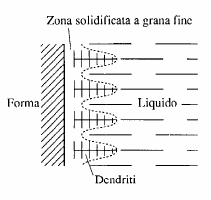 Zona solidificata a grana fine
Forma
Liquido
Dendriti